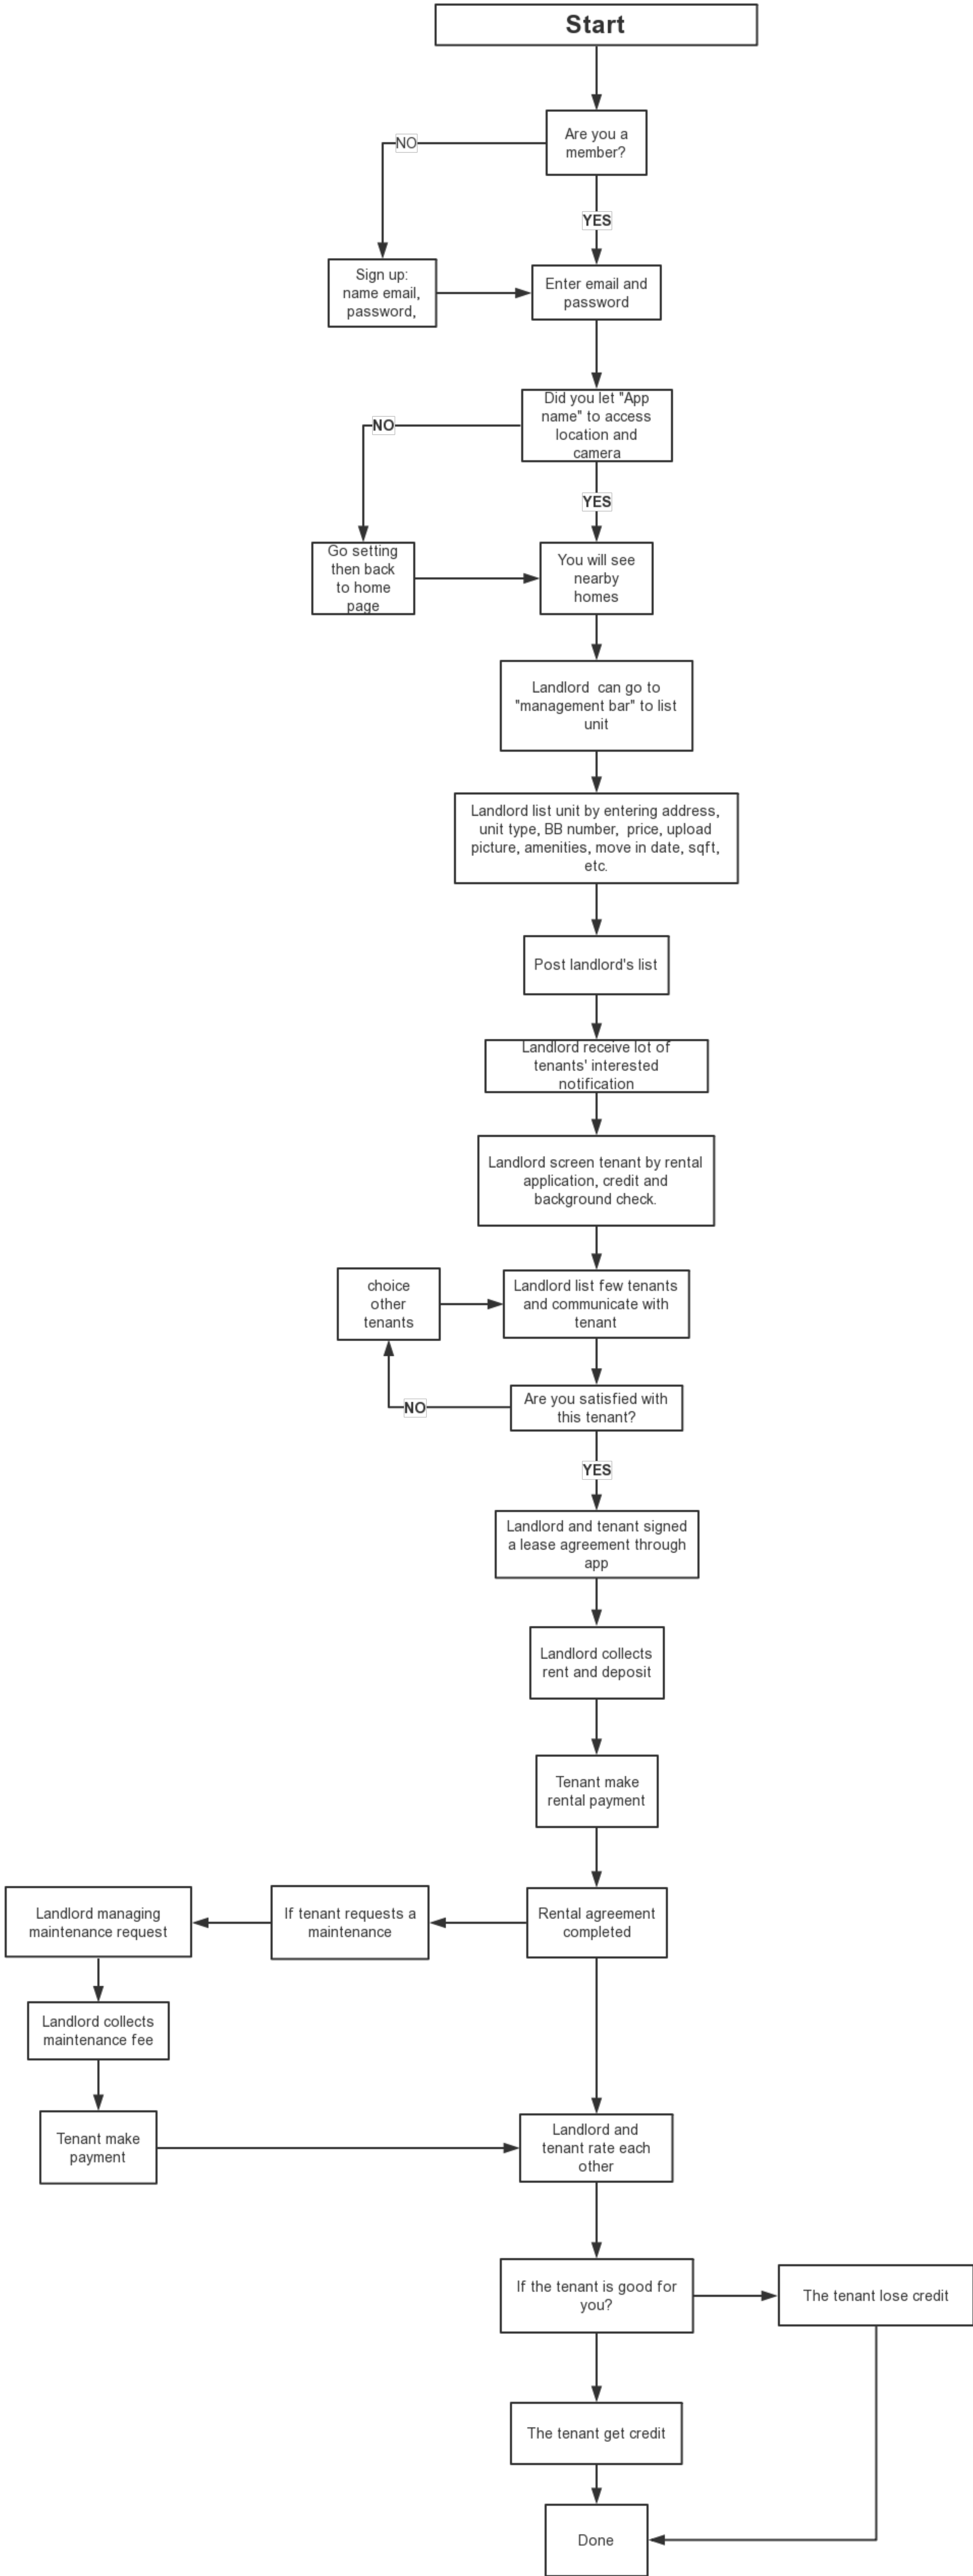 Start
Are you a
member?
NO
YES
Sign up:
name email,
password,
Enter email and
password
Did you let "App
name" to access
location and
camera
NO
YES
Go setting
then back
to home
page
You will see
nearby
homes
Landlord  can go to
"management bar" to list
unit
Landlord list unit by entering address,
unit type, BB number,  price, upload
picture, amenities, move in date, sqft,
etc.
Post landlord's list
Landlord receive lot of
tenants' interested
notification
Landlord screen tenant by rental
application, credit and
background check.
choice
other
tenants
Landlord list few tenants
and communicate with
tenant
Are you satisfied with
this tenant?
NO
YES
Landlord and tenant signed
a lease agreement through
app
Landlord collects
rent and deposit
Tenant make
rental payment
Landlord managing
maintenance request
If tenant requests a
maintenance
Rental agreement
completed
Landlord collects
maintenance fee
Tenant make
payment
Landlord and
tenant rate each
other
If the tenant is good for
you?
The tenant lose credit
The tenant get credit
Done